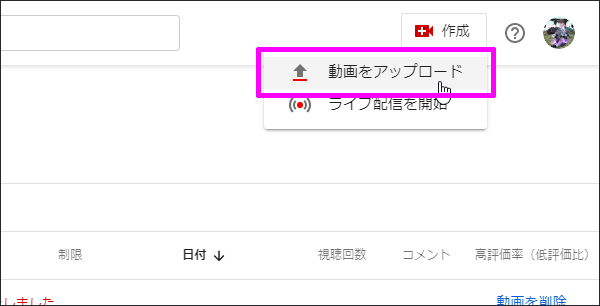 作成
動画をアップロード
ライブ配信を開始
制限 日付 視聴回数 コメント 高評価率（低評価比）
しました 動画を削除